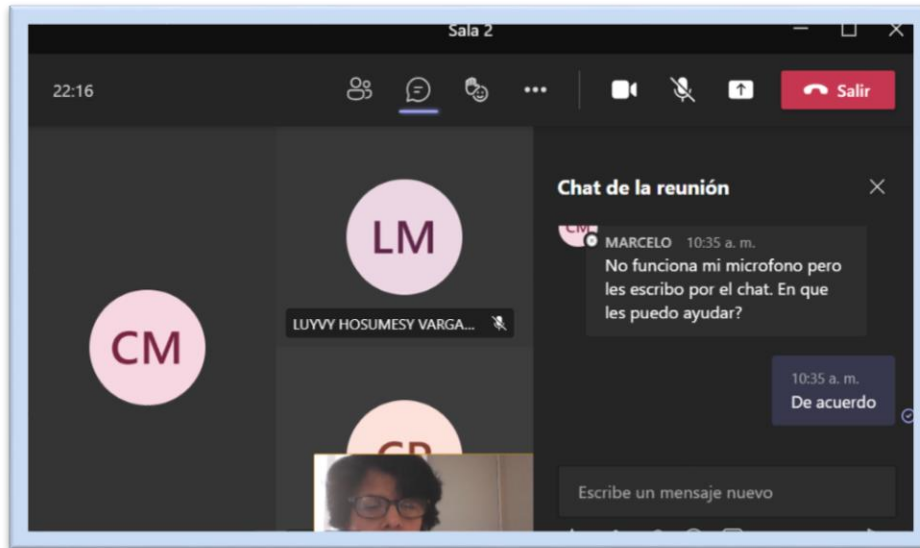 Sala 2
22:16
Salir
CM
LM
LUYVY HOSUMESY VARGA...
Chat de la reunión
CM
MARCELO 10:35 a. m.
No funciona mi microfono pero
les escribo por el chat. En que
les puedo ayudar?
10:35 a. m.
De acuerdo
Escribe un mensaje nuevo